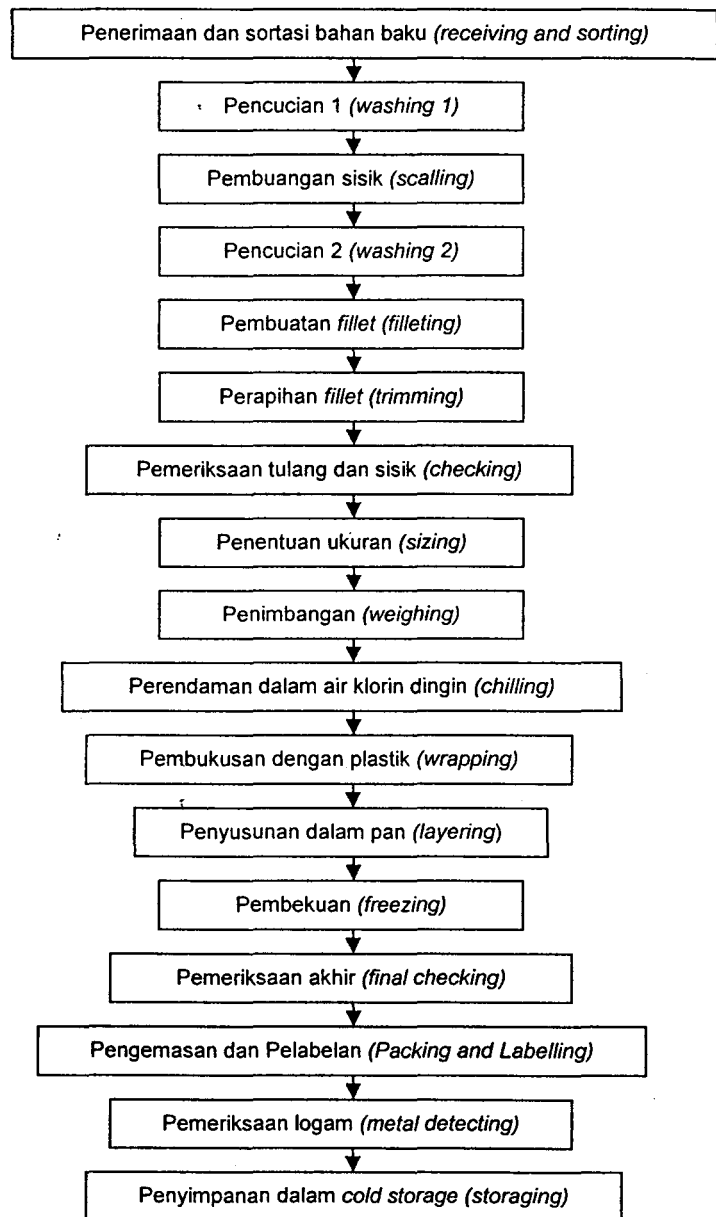 Penerimaan dan sortasi bahan baku (receiving and sorting)
Pencucian 1 (washing 1)
Pembuangan sisik (scalling)
Pencucian 2 (washing 2)
Pembuatan fillet (filleting)
Perapihan fillet (trimming)
Pemeriksaan tulang dan sisik (checking)
Penentuan ukuran (sizing)
Penimbangan (weighing)
Perendaman dalam air klorin dingin (chilling)
Pembukusan dengan plastik (wrapping)
Penyusunan dalam pan (layering)
Pembekuan (freezing)
Pemeriksaan akhir (final checking)
Pengemasan dan Pelabelan (Packing and Labelling)
Pemeriksaan logam (metal detecting)
Penyimpanan dalam cold storage (storaging)